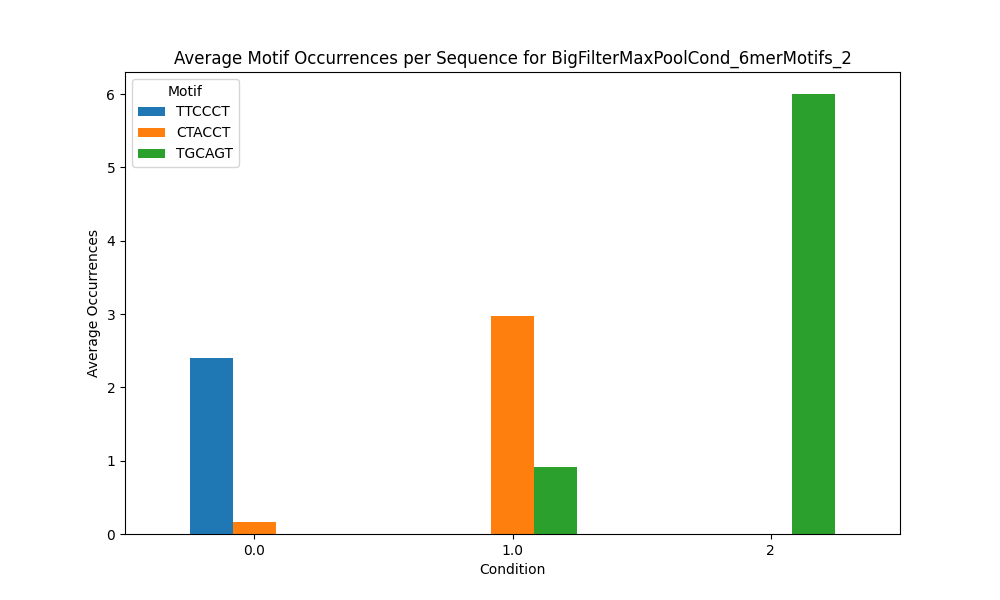 Average Motif Occurrences per Sequence for BigFilterMaxPoolCond_6merMotifs_2
Motif
TTCCCT
CTACCT
TGCAGT
Average Occurrences
6
5
4
3
2
1
0
0.0 1.0 2
Condition